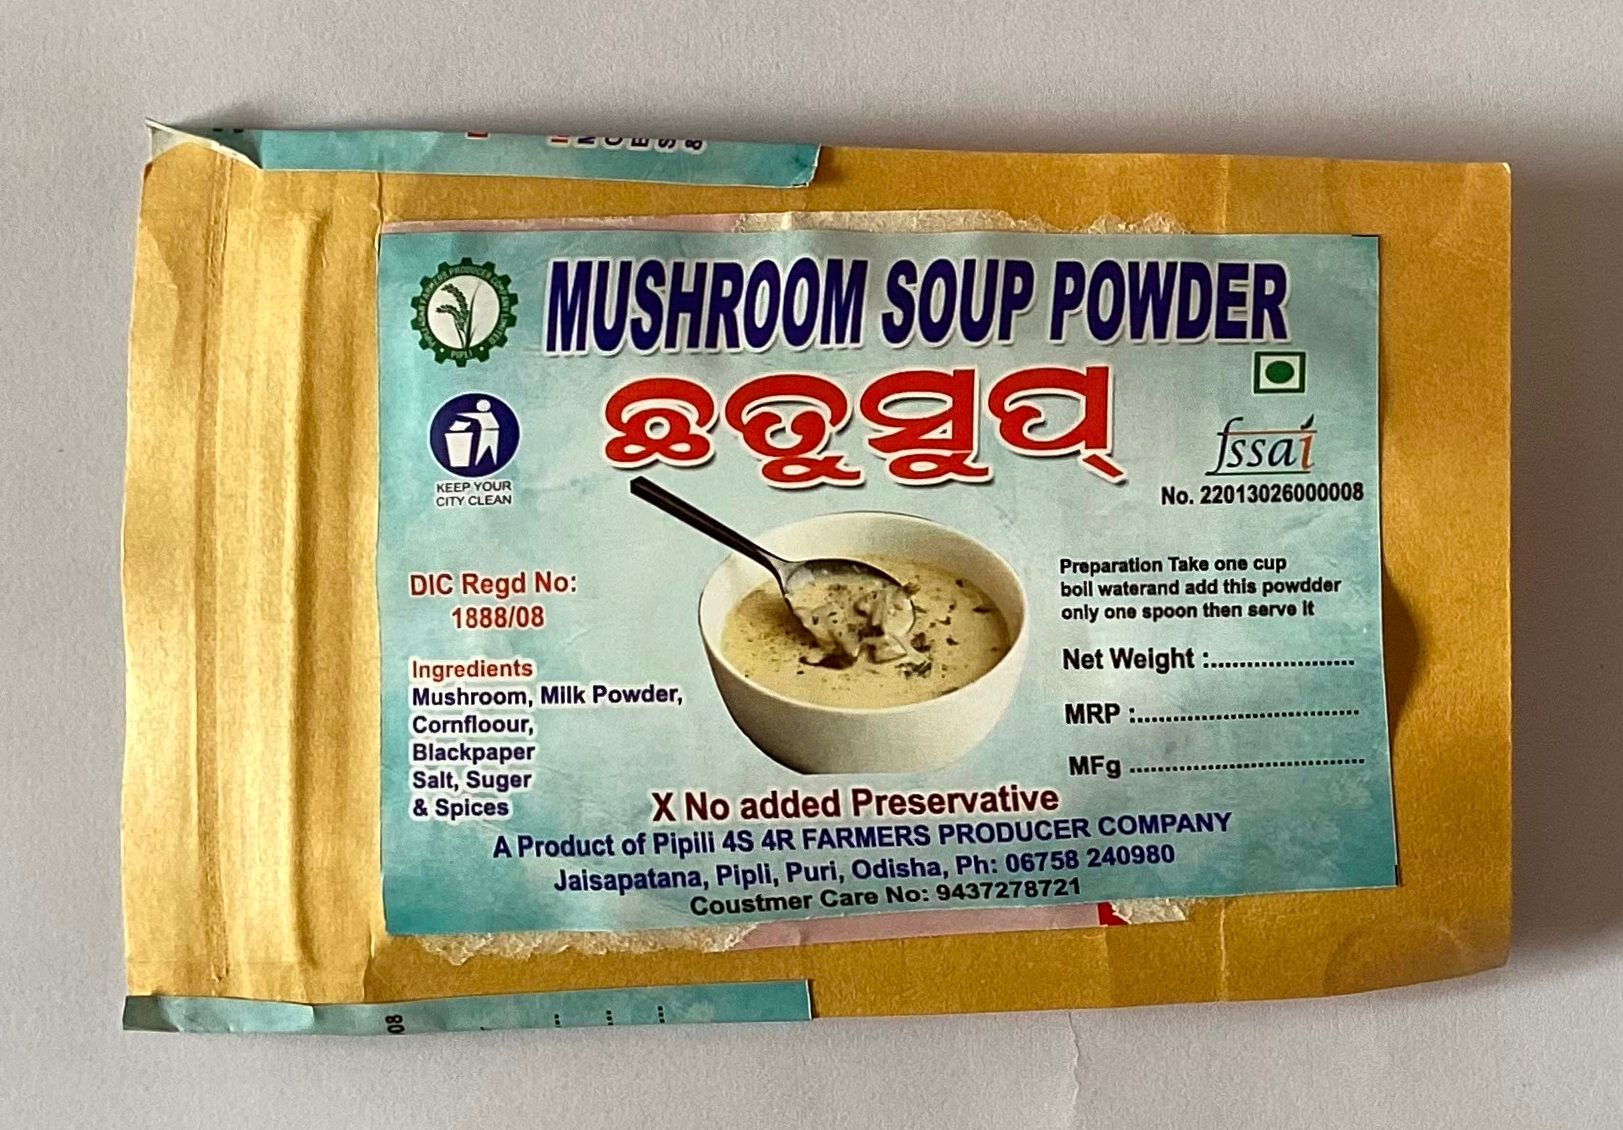 MUSHROOM SOUP POWDER
ଛତୁସୁପ୍
PIPLI
KEEP YOUR
CITY CLEAN
fssai
No. 22013026000008
DIC Regd No:
1888/08
Ingredients
Mushroom, Milk Powder,
Cornfloour,
Blackpaper
Salt, Suger
& Spices
Preparation Take one cup
boil waterand add this powdder
only one spoon then serve it
Net Weight :......................
MRP :..................................
MFg ...................................
X No added Preservative
A Product of Pipili 4S 4R FARMERS PRODUCER COMPANY
Jaisapatana, Pipli, Puri, Odisha, Ph: 06758 240980
Coustmer Care No: 9437278721
08